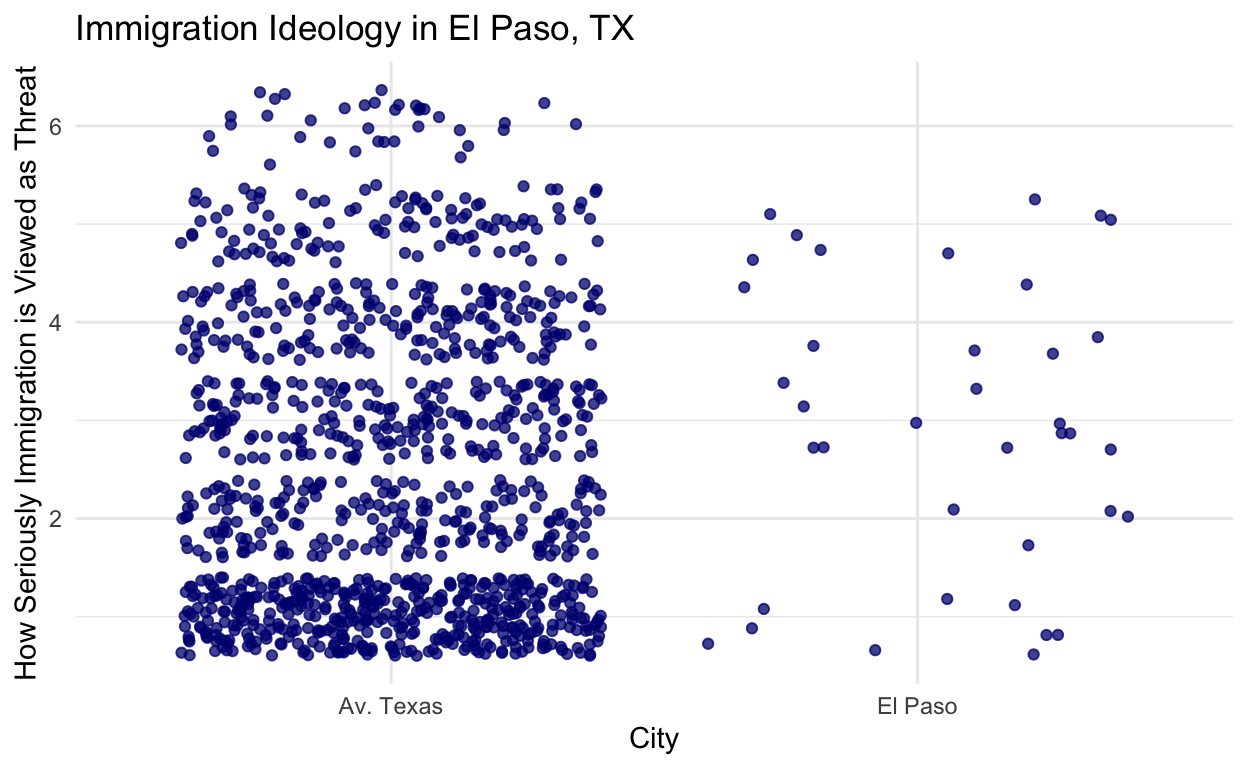 Immigration Ideology in El Paso, TX
How Seriously Immigration is Viewed as Threat
6
4
2
Av. Texas
El Paso
City